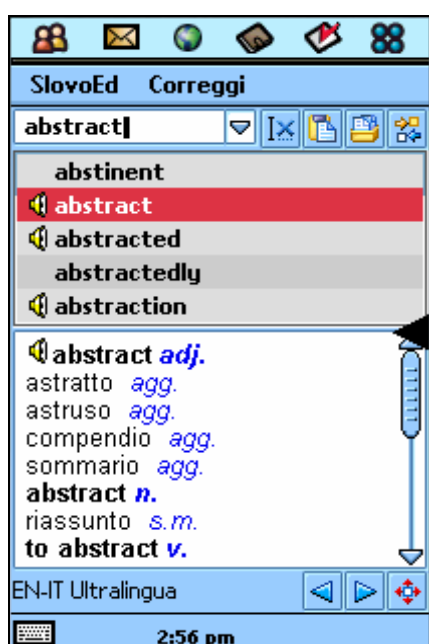 SlovoEd Correggi
abstract
abstinent
abstract
abstracted
abstractedly
abstraction
abstract adj.
astratto agg.
astruso agg.
compendio agg.
sommario agg.
abstract n.
riassunto s.m.
to abstract v.
EN-IT Ultralingua
2:56 pm